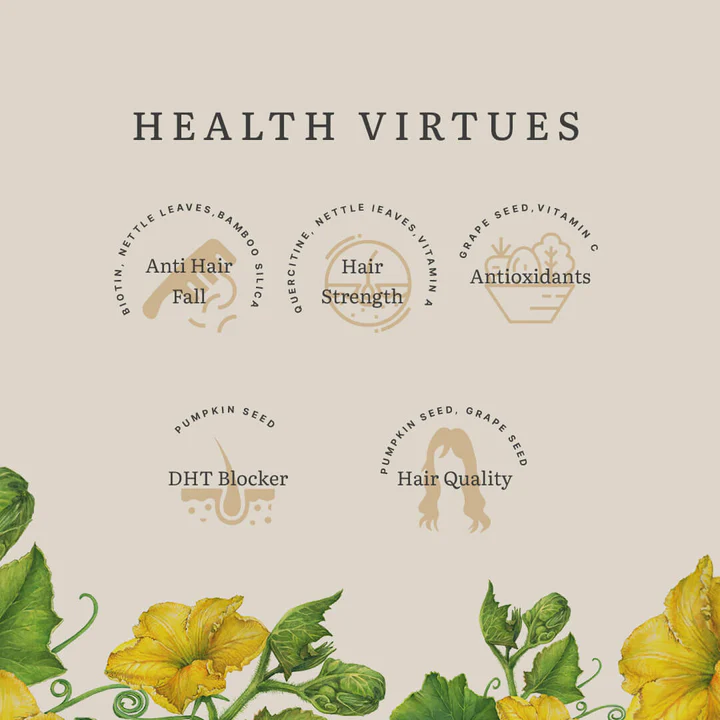 HEALTH VIRTUES
BIOTIN, NETTLE LEAVES,BAMBOO SILICA
Anti Hair
Fall
QUERCITINE, NETTLE lEAVES,VITAMIN A
Hair
Strength
GRAPE SEED,VITAMIN C
Antioxidants
PUMPKIN SEED
DHT Blocker
PUMPKIN SEED, GRAPE SEED
Hair Quality